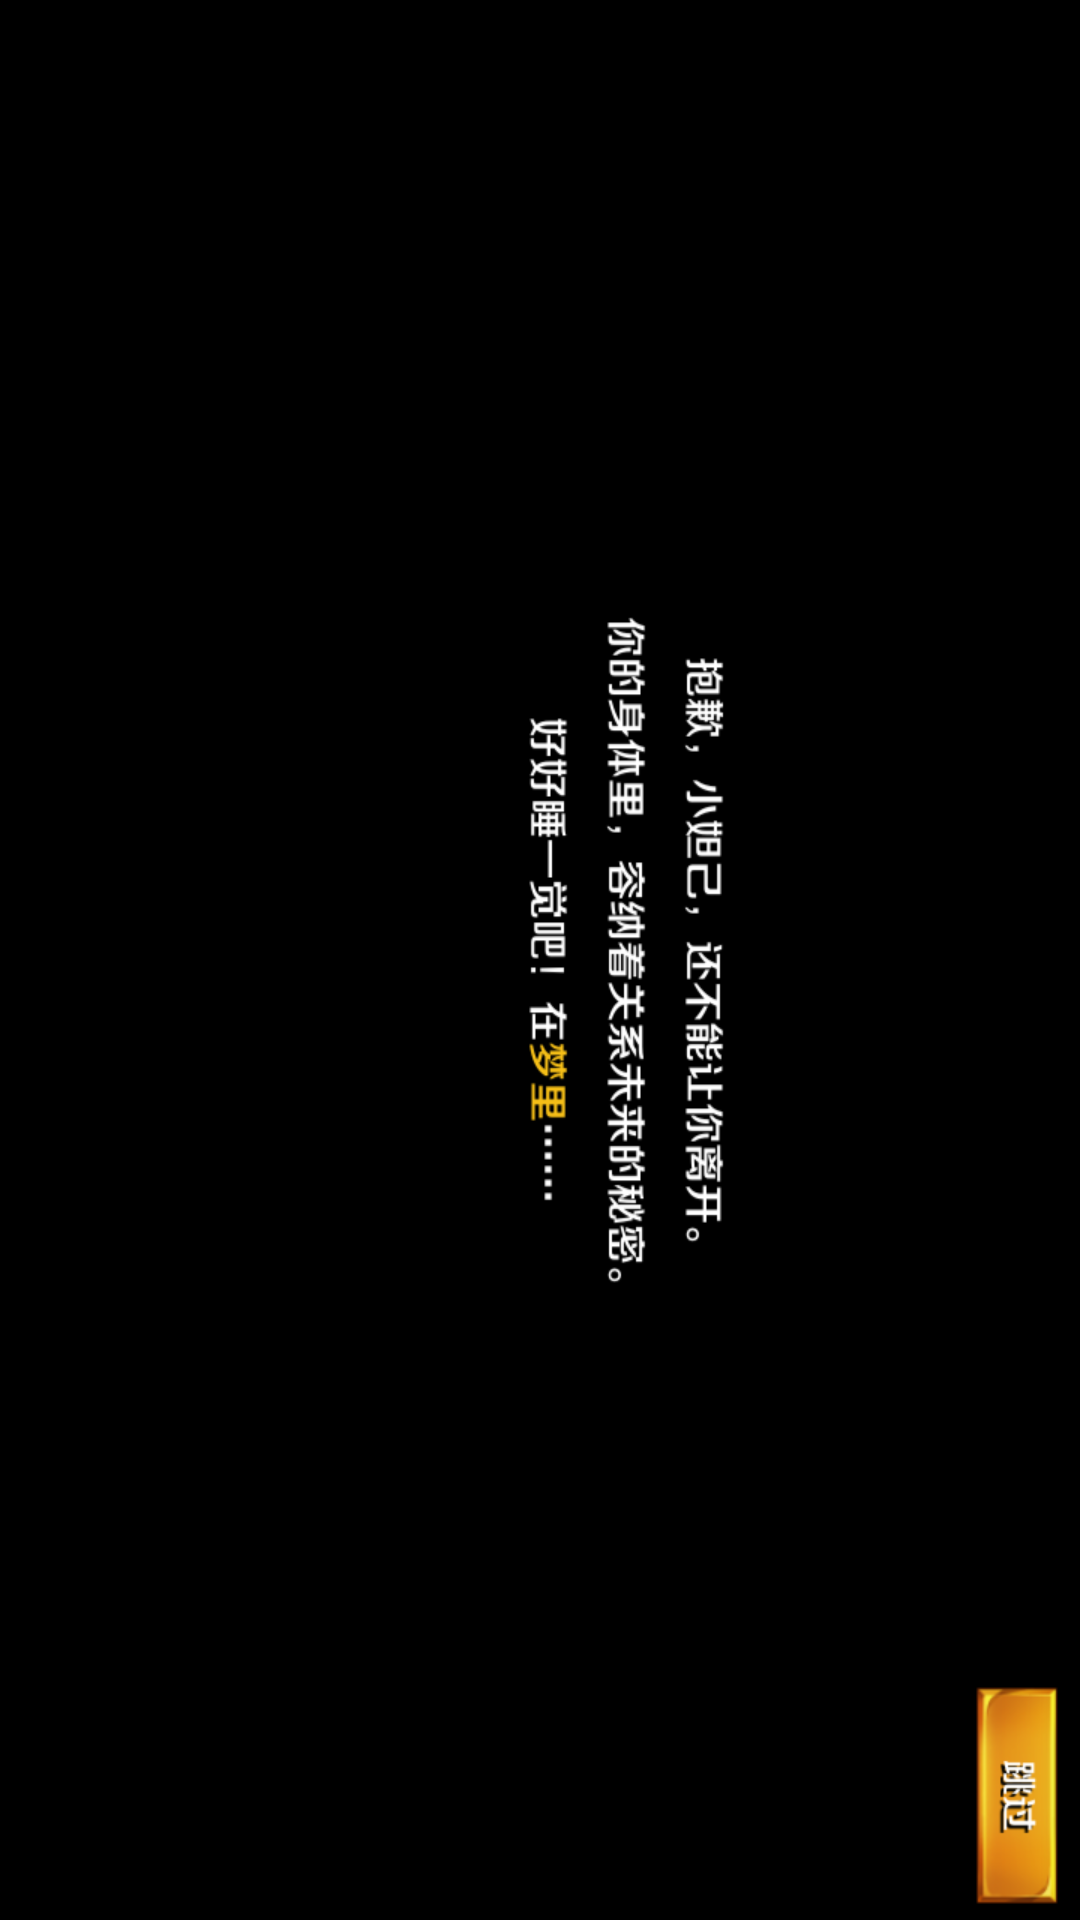 跳过
抱歉，小妲己，还不能让你离开。
你的身体里，容纳着关系未来的秘密。
好好睡一觉吧！在梦里……